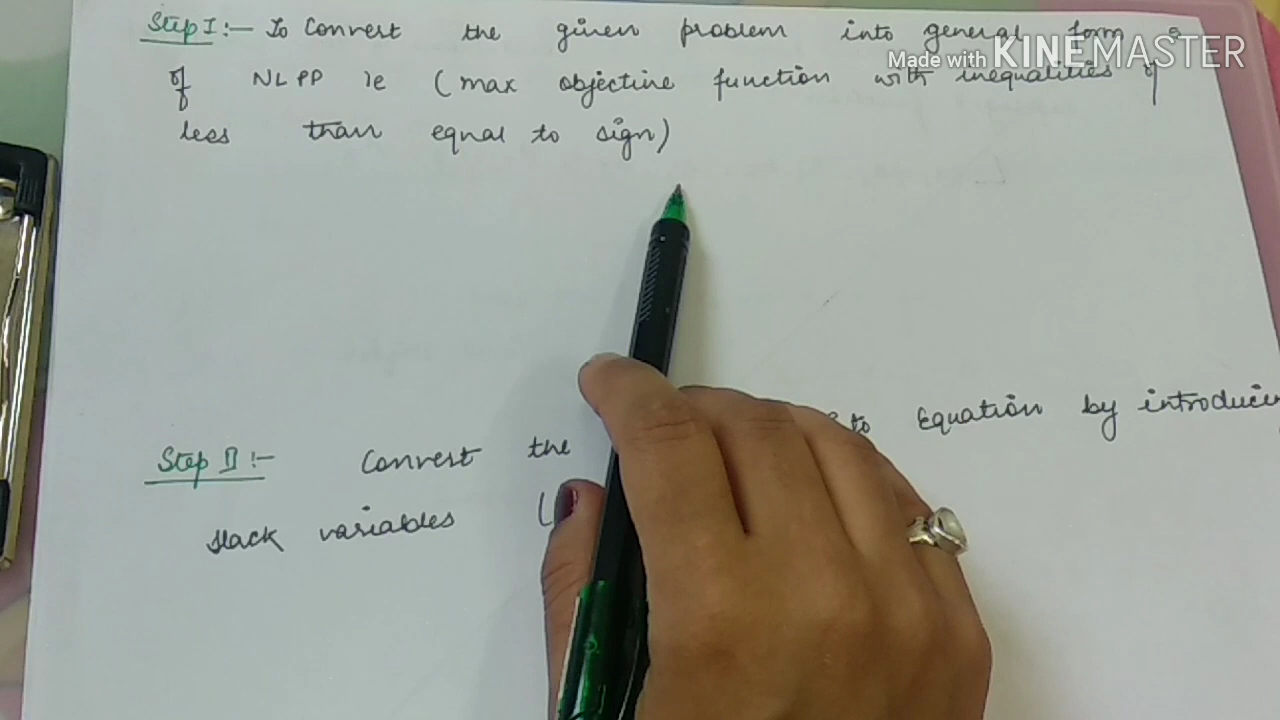 Step I :- To Convert the given problem into general form
Made with KINEMASTER
of NLPP ie (max objective function with inequalities of
less than equal to sign)
Step II :- Convert the to Equation by introducin
slack variables (